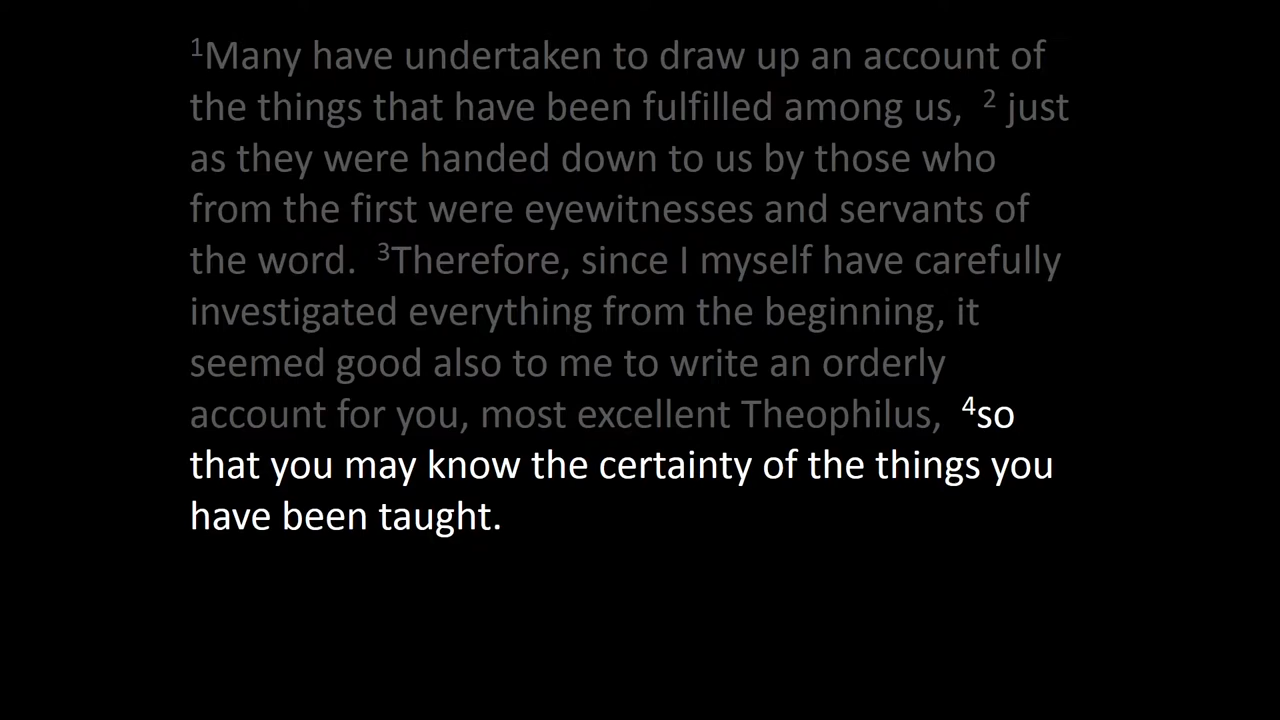 ¹Many have undertaken to draw up an account of
the things that have been fulfilled among us, ² just
as they were handed down to us by those who
from the first were eyewitnesses and servants of
the word. ³Therefore, since I myself have carefully
investigated everything from the beginning, it
seemed good also to me to write an orderly
account for you, most excellent Theophilus, ⁴so
that you may know the certainty of the things you
have been taught.